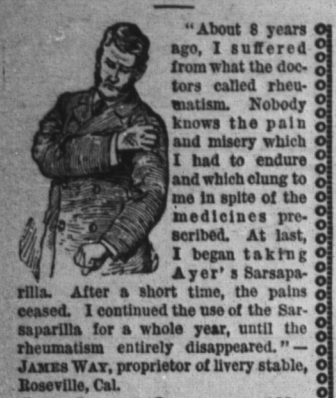 "About 8 years
ago, I suffered
from what the doc-
tors called rheu-
matism. Nobody
knows the pain
and misery which
I had to endure
and which clung to
me in spite of the
medicines pre-
scribed. At last,
I began taking
Ayer's Sarsapa-
rilla. After a short time, the pains
ceased. I continued the use of the Sar-
saparilla for a whole year, until the
rheumatism entirely disappeared."—
JAMES WAY, proprietor of livery stable,
Roseville, Cal.